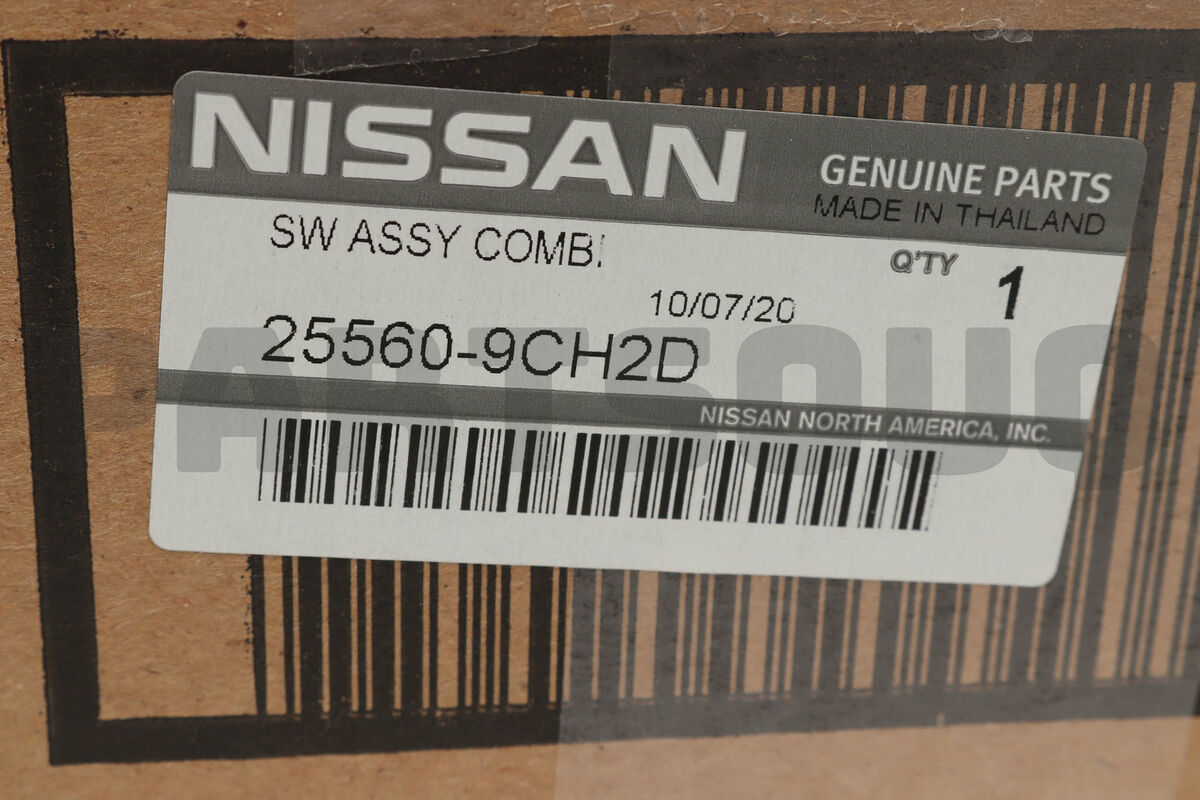 NISSAN
GENUINE PARTS
MADE IN THAILAND
SW ASSY COMB.
Q'TY 1
10/07/20
25560-9CH2D
NISSAN NORTH AMERICA, INC.
PARTSOUQ